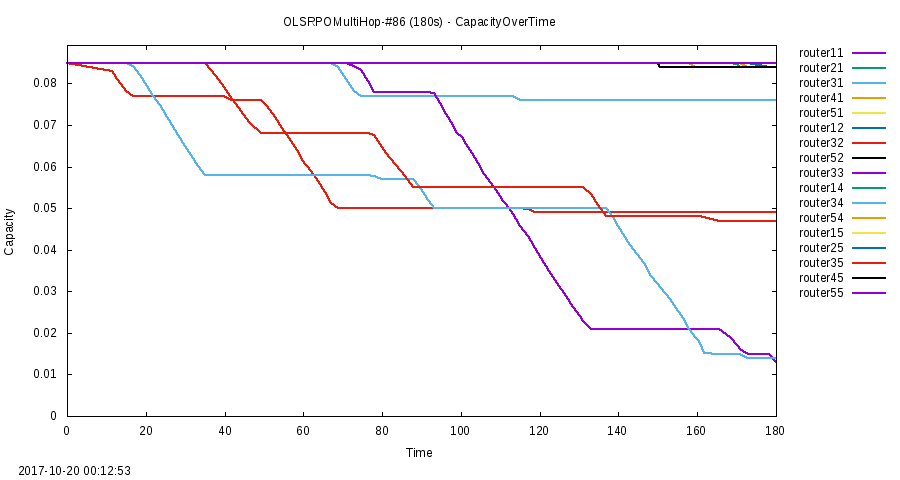 OLSRPPOMultiHop-#86 (180s) - CapacityOverTime
Capacity
0.08
0.07
0.06
0.05
0.04
0.03
0.02
0.01
0
0 20 40 60 80 100 120 140 160 180
Time
router11
router21
router31
router41
router51
router12
router32
router52
router33
router14
router34
router54
router15
router25
router35
router45
router55
2017-10-20 00:12:53